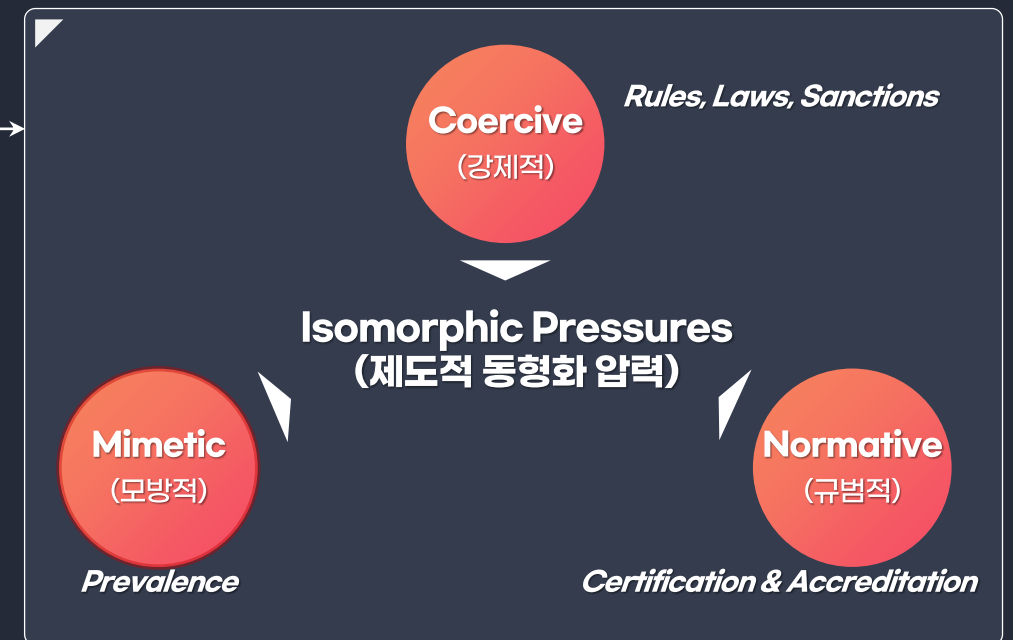 Coercive
(강제적)
Rules, Laws, Sanctions
Isomorphic Pressures
(제도적 동형화 압력)
Mimetic
(모방적)
Prevalence
Normative
(규범적)
Certification & Accreditation